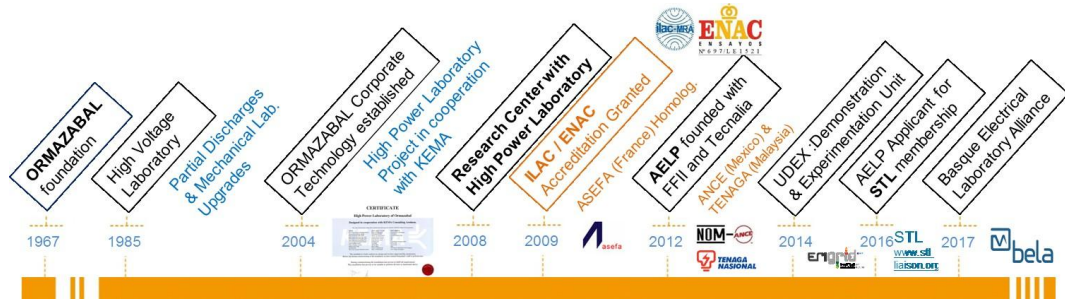 ORMAZABAL
foundation
High Voltage
Laboratory
Partial Discharges
& Mechanical Lab.
Upgrades
ORMAZABAL Corporate
Technology established
High Power Laboratory
Project in cooperation
with KEMA
Research Center with
High Power Laboratory
ILAC / ENAC
Accreditation Granted
ASEFA (France) Homolog.
ilac-MRA
ENAC
ENSAYOS
Nº 697/LE1521
AELP founded with
FFII and Tecnalia
ANCE (Mexico) &
TENAGA (Malaysia)
UDEX :Demonstration
& Experimentation Unit
AELP Applicant for
STL membership
Basque Electrical
Laboratory Alliance
1967
1985
2004
CERTIFICATE
High Power Laboratory of Ormazabal
2008
2009
asefa
2012
NOM-ANCE
TENAGA
NASIONAL
2014
erigrid
2016
STL
www.stl
liaison.org
2017
bela